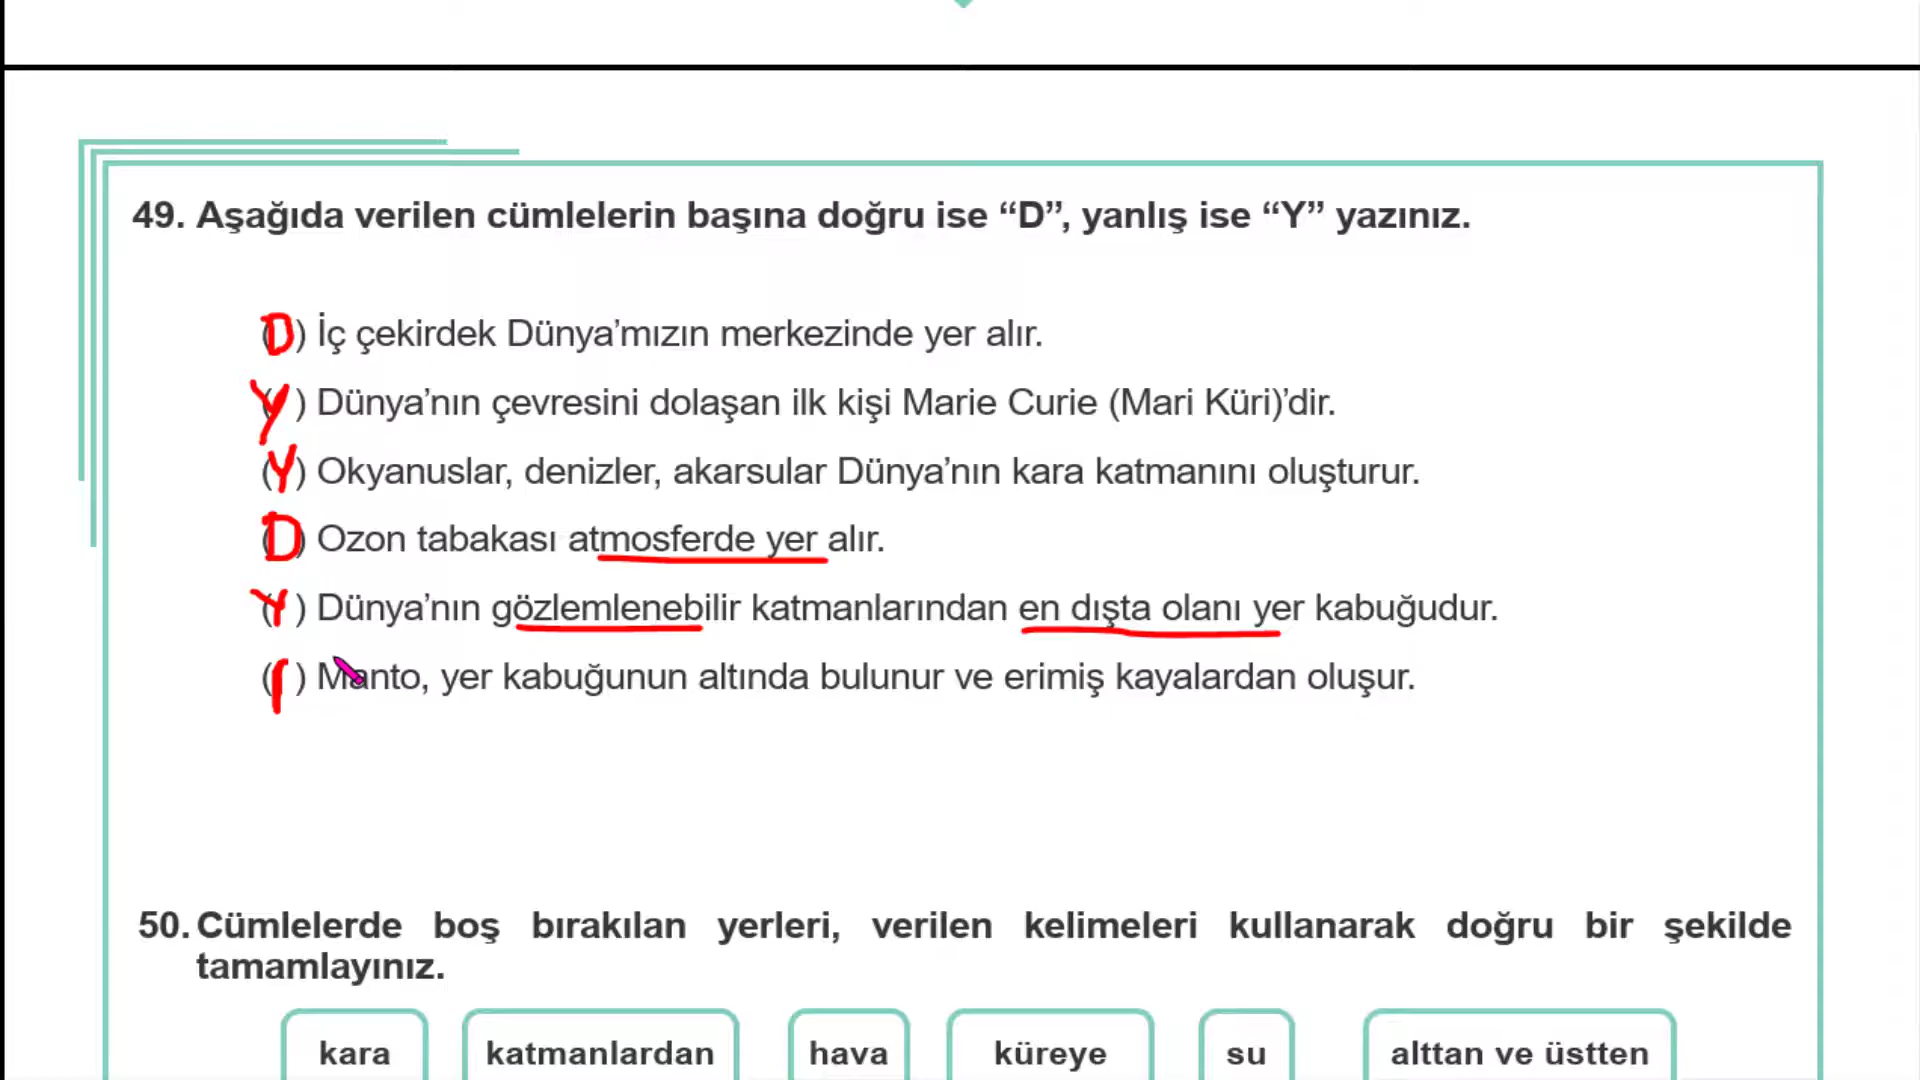 49. Aşağıda verilen cümlelerin başına doğru ise “D”, yanlış ise “Y” yazınız.
(D) İç çekirdek Dünya’mızın merkezinde yer alır.
(Y) Dünya’nın çevresini dolaşan ilk kişi Marie Curie (Mari Küri)’dir.
(Y) Okyanuslar, denizler, akarsular Dünya’nın kara katmanını oluşturur.
(D) Ozon tabakası atmosferde yer alır.
(Y) Dünya’nın gözlemlenebilir katmanlarından en dışta olanı yer kabuğudur.
( ) Manto, yer kabuğunun altında bulunur ve erimiş kayalardan oluşur.
50. Cümlelerde boş bırakılan yerleri, verilen kelimeleri kullanarak doğru bir şekilde
tamamlayınız.
kara katmanlardan hava küreye su alttan ve üstten